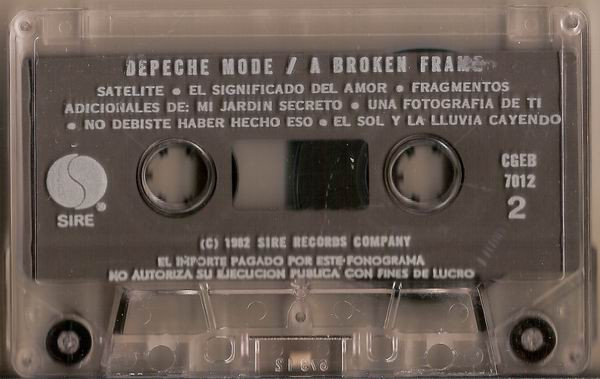 DEPECHE MODE / A BROKEN FRAME
SATELITE • EL SIGNIFICADO DEL AMOR • FRAGMENTOS
ADICIONALES DE: MI JARDIN SECRETO • UNA FOTOGRAFIA DE TI
• NO DEBISTE HABER HECHO ESO • EL SOL Y LA LLUVIA CAYENDO
SIRE
CGEB
7012
2
(C) 1982 SIRE RECORDS COMPANY
EL IMPORTE PAGADO POR ESTE FONOGRAMA
NO AUTORIZA SU EJECUCION PUBLICA CON FINES DE LUCRO